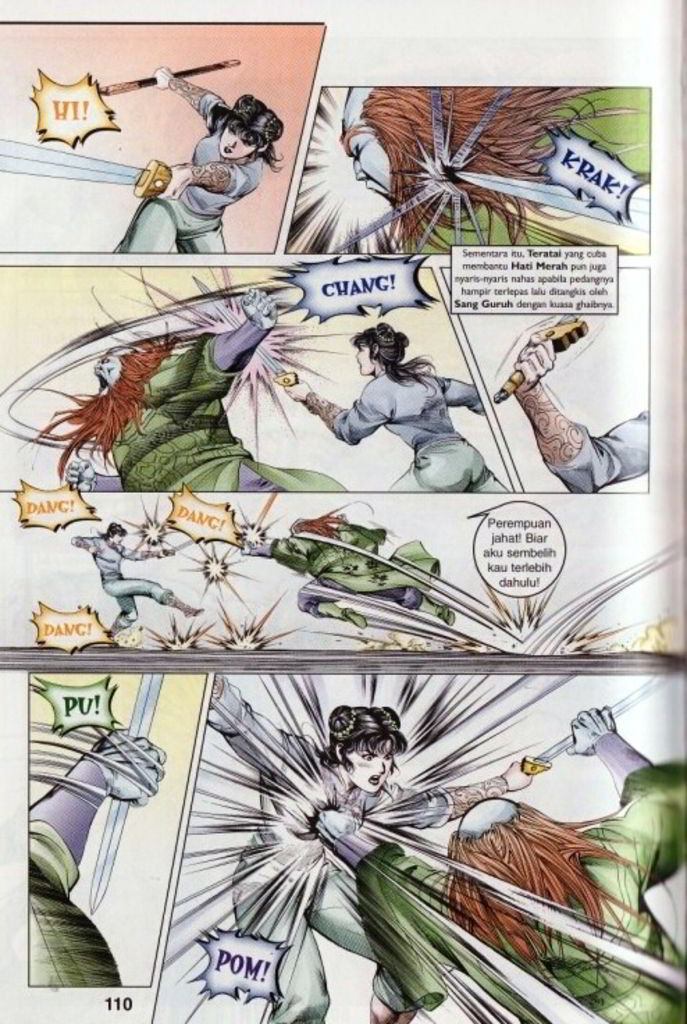 HI!
KRAK!
Sementara itu, Teratai yang cuba
membantu Hati Merah pun juga
nyaris-nyaris nahas apabila pedangnya
hampir terlepas lalu ditangkis oleh
Sang Guruh dengan kuasa ghaibnya.
CHANG!
DANG!
DANG!
DANG!
Perempuan
jahat! Biar
aku sembelih
kau terlebih
dahulu!
PU!
POM!
110